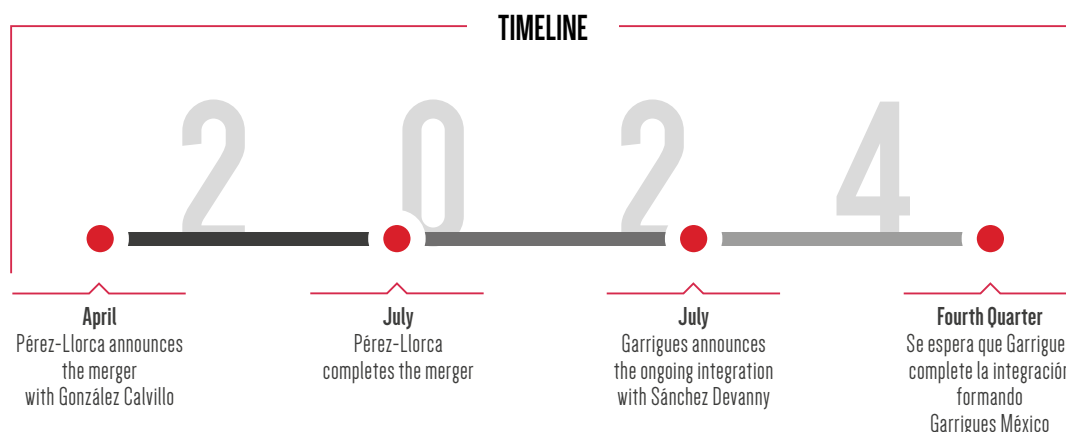 TIMELINE
2024
April
Pérez-Llorca announces
the merger
with González Calvillo
July
Pérez-Llorca
completes the merger
July
Garrigues announces
the ongoing integration
with Sánchez Devanny
Fourth Quarter
Se espera que Garrigue
complete la integración
formando
Garrigues México